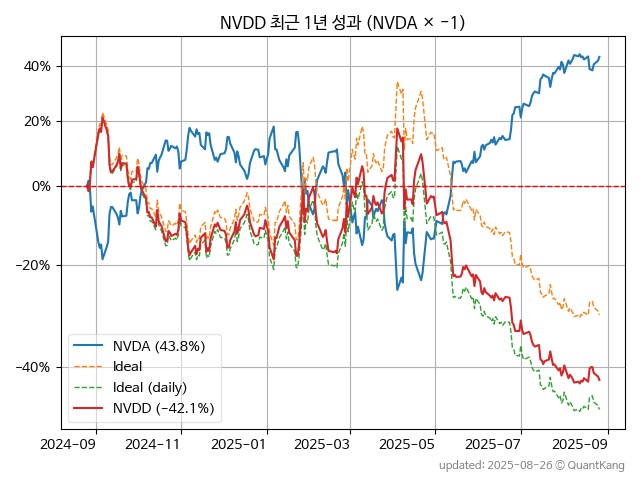 NVDD 최근 1년 성과 (NVDA × −1)
40%
20%
0%
−20%
−40%
NVDA (43.8%)
Ideal
Ideal (daily)
NVDD (−42.1%)
2024−09
2024−11
2025−01
2025−03
2025−05
2025−07
2025−09
updated: 2025-08-26 ⓒ QuantKang